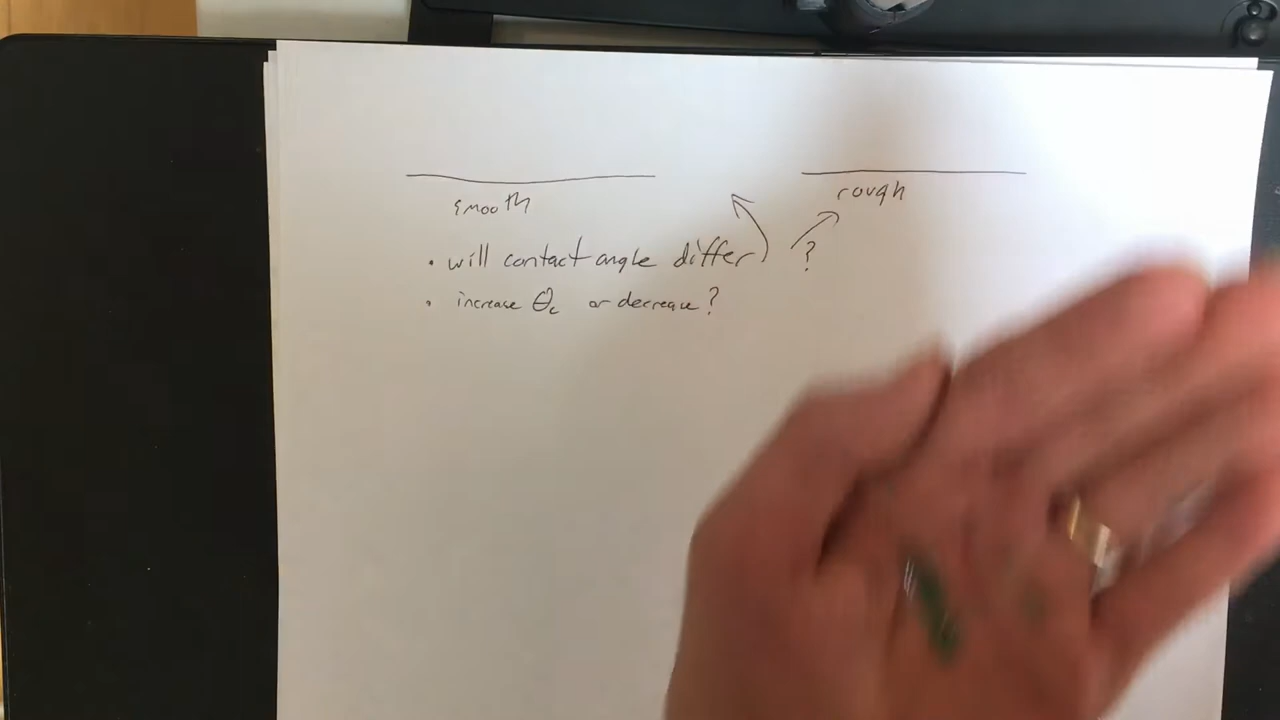 smooth
rough
• will contact angle differ ?
• increase θc or decrease?